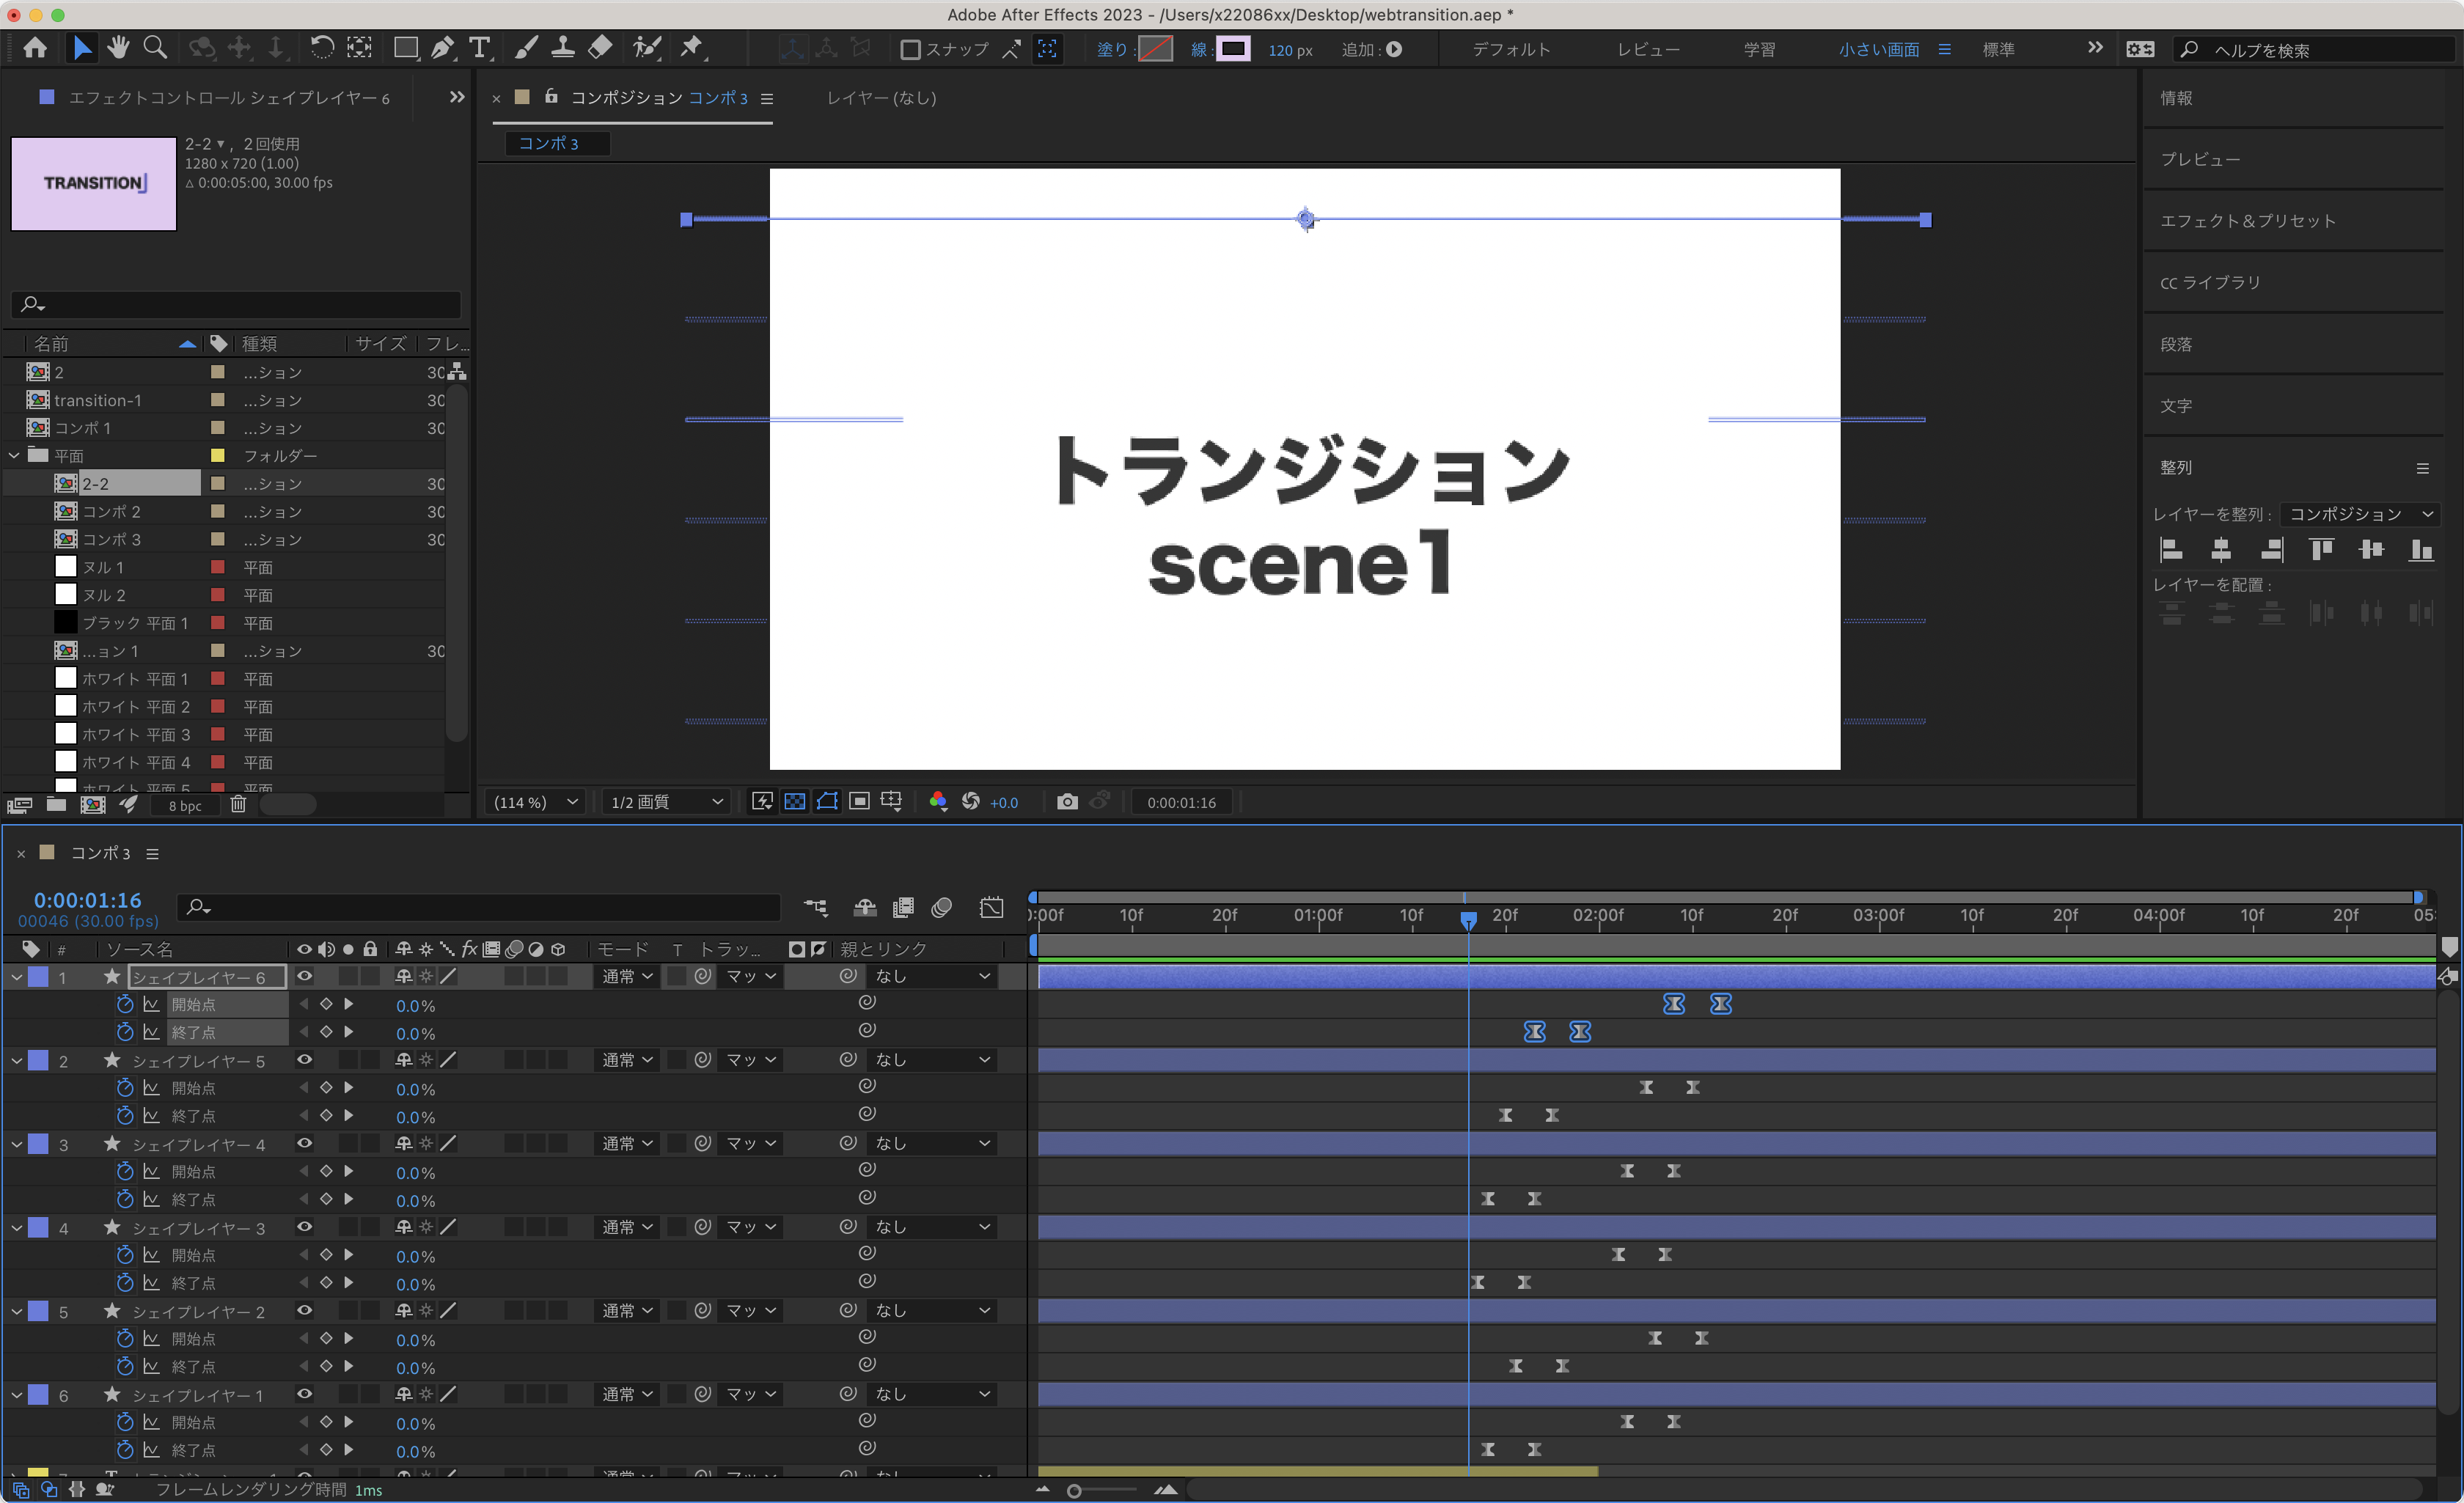 Adobe After Effects 2023 - /Users/x22086xx/Desktop/webtransition.aep *
スナップ
塗り :
線 :
120 px
追加 :
デフォルト
レビュー
学習
小さい画面
標準
ヘルプを検索
エフェクトコントロール シェイプレイヤー 6
コンポジション コンポ 3
レイヤー (なし)
コンポ 3
TRANSITION
2-2 ▼ , 2 回使用
1280 x 720 (1.00)
△ 0:00:05:00, 30.00 fps
名前 種類 サイズ フレ...
2 ...ション 30
transition-1 ...ション 30
コンポ 1 ...ション 30
平面 フォルダー
2-2 ...ション 30
コンポ 2 ...ション 30
コンポ 3 ...ション 30
ヌル 1 平面
ヌル 2 平面
ブラック 平面 1 平面
...ョン 1 ...ション 30
ホワイト 平面 1 平面
ホワイト 平面 2 平面
ホワイト 平面 3 平面
ホワイト 平面 4 平面
ホワイト 平面 5 平面
8 bpc
トランジション
scene1
(114 %)
1/2 画質
+0.0
0:00:01:16
情報
プレビュー
エフェクト＆プリセット
CC ライブラリ
段落
文字
整列
レイヤーを整列 : コンポジション
レイヤーを配置 :
コンポ 3
0:00:01:16
00046 (30.00 fps)
):00f 10f 20f 01:00f 10f 20f 02:00f 10f 20f 03:00f 10f 20f 04:00f 10f 20f 05:
# ソース名 fx モード T トラッ... 親とリンク
1 シェイプレイヤー 6 通常 マッ なし
開始点 0.0%
終了点 0.0%
2 シェイプレイヤー 5 通常 マッ なし
開始点 0.0%
終了点 0.0%
3 シェイプレイヤー 4 通常 マッ なし
開始点 0.0%
終了点 0.0%
4 シェイプレイヤー 3 通常 マッ なし
開始点 0.0%
終了点 0.0%
5 シェイプレイヤー 2 通常 マッ なし
開始点 0.0%
終了点 0.0%
6 シェイプレイヤー 1 通常 マッ なし
開始点 0.0%
終了点 0.0%
フレームレンダリング時間 1ms